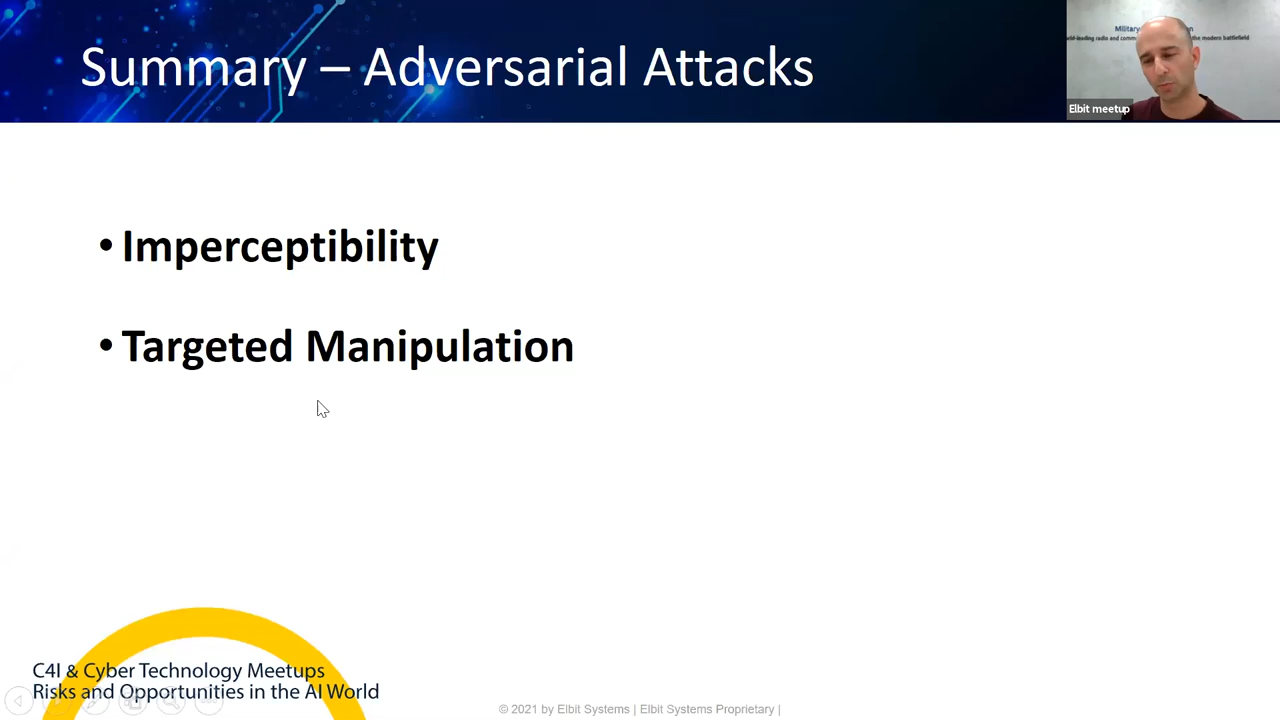 Summary – Adversarial Attacks
Elbit meetup
• Imperceptibility
• Targeted Manipulation
C4I & Cyber Technology Meetups
Risks and Opportunities in the AI World
© 2021 by Elbit Systems | Elbit Systems Proprietary |